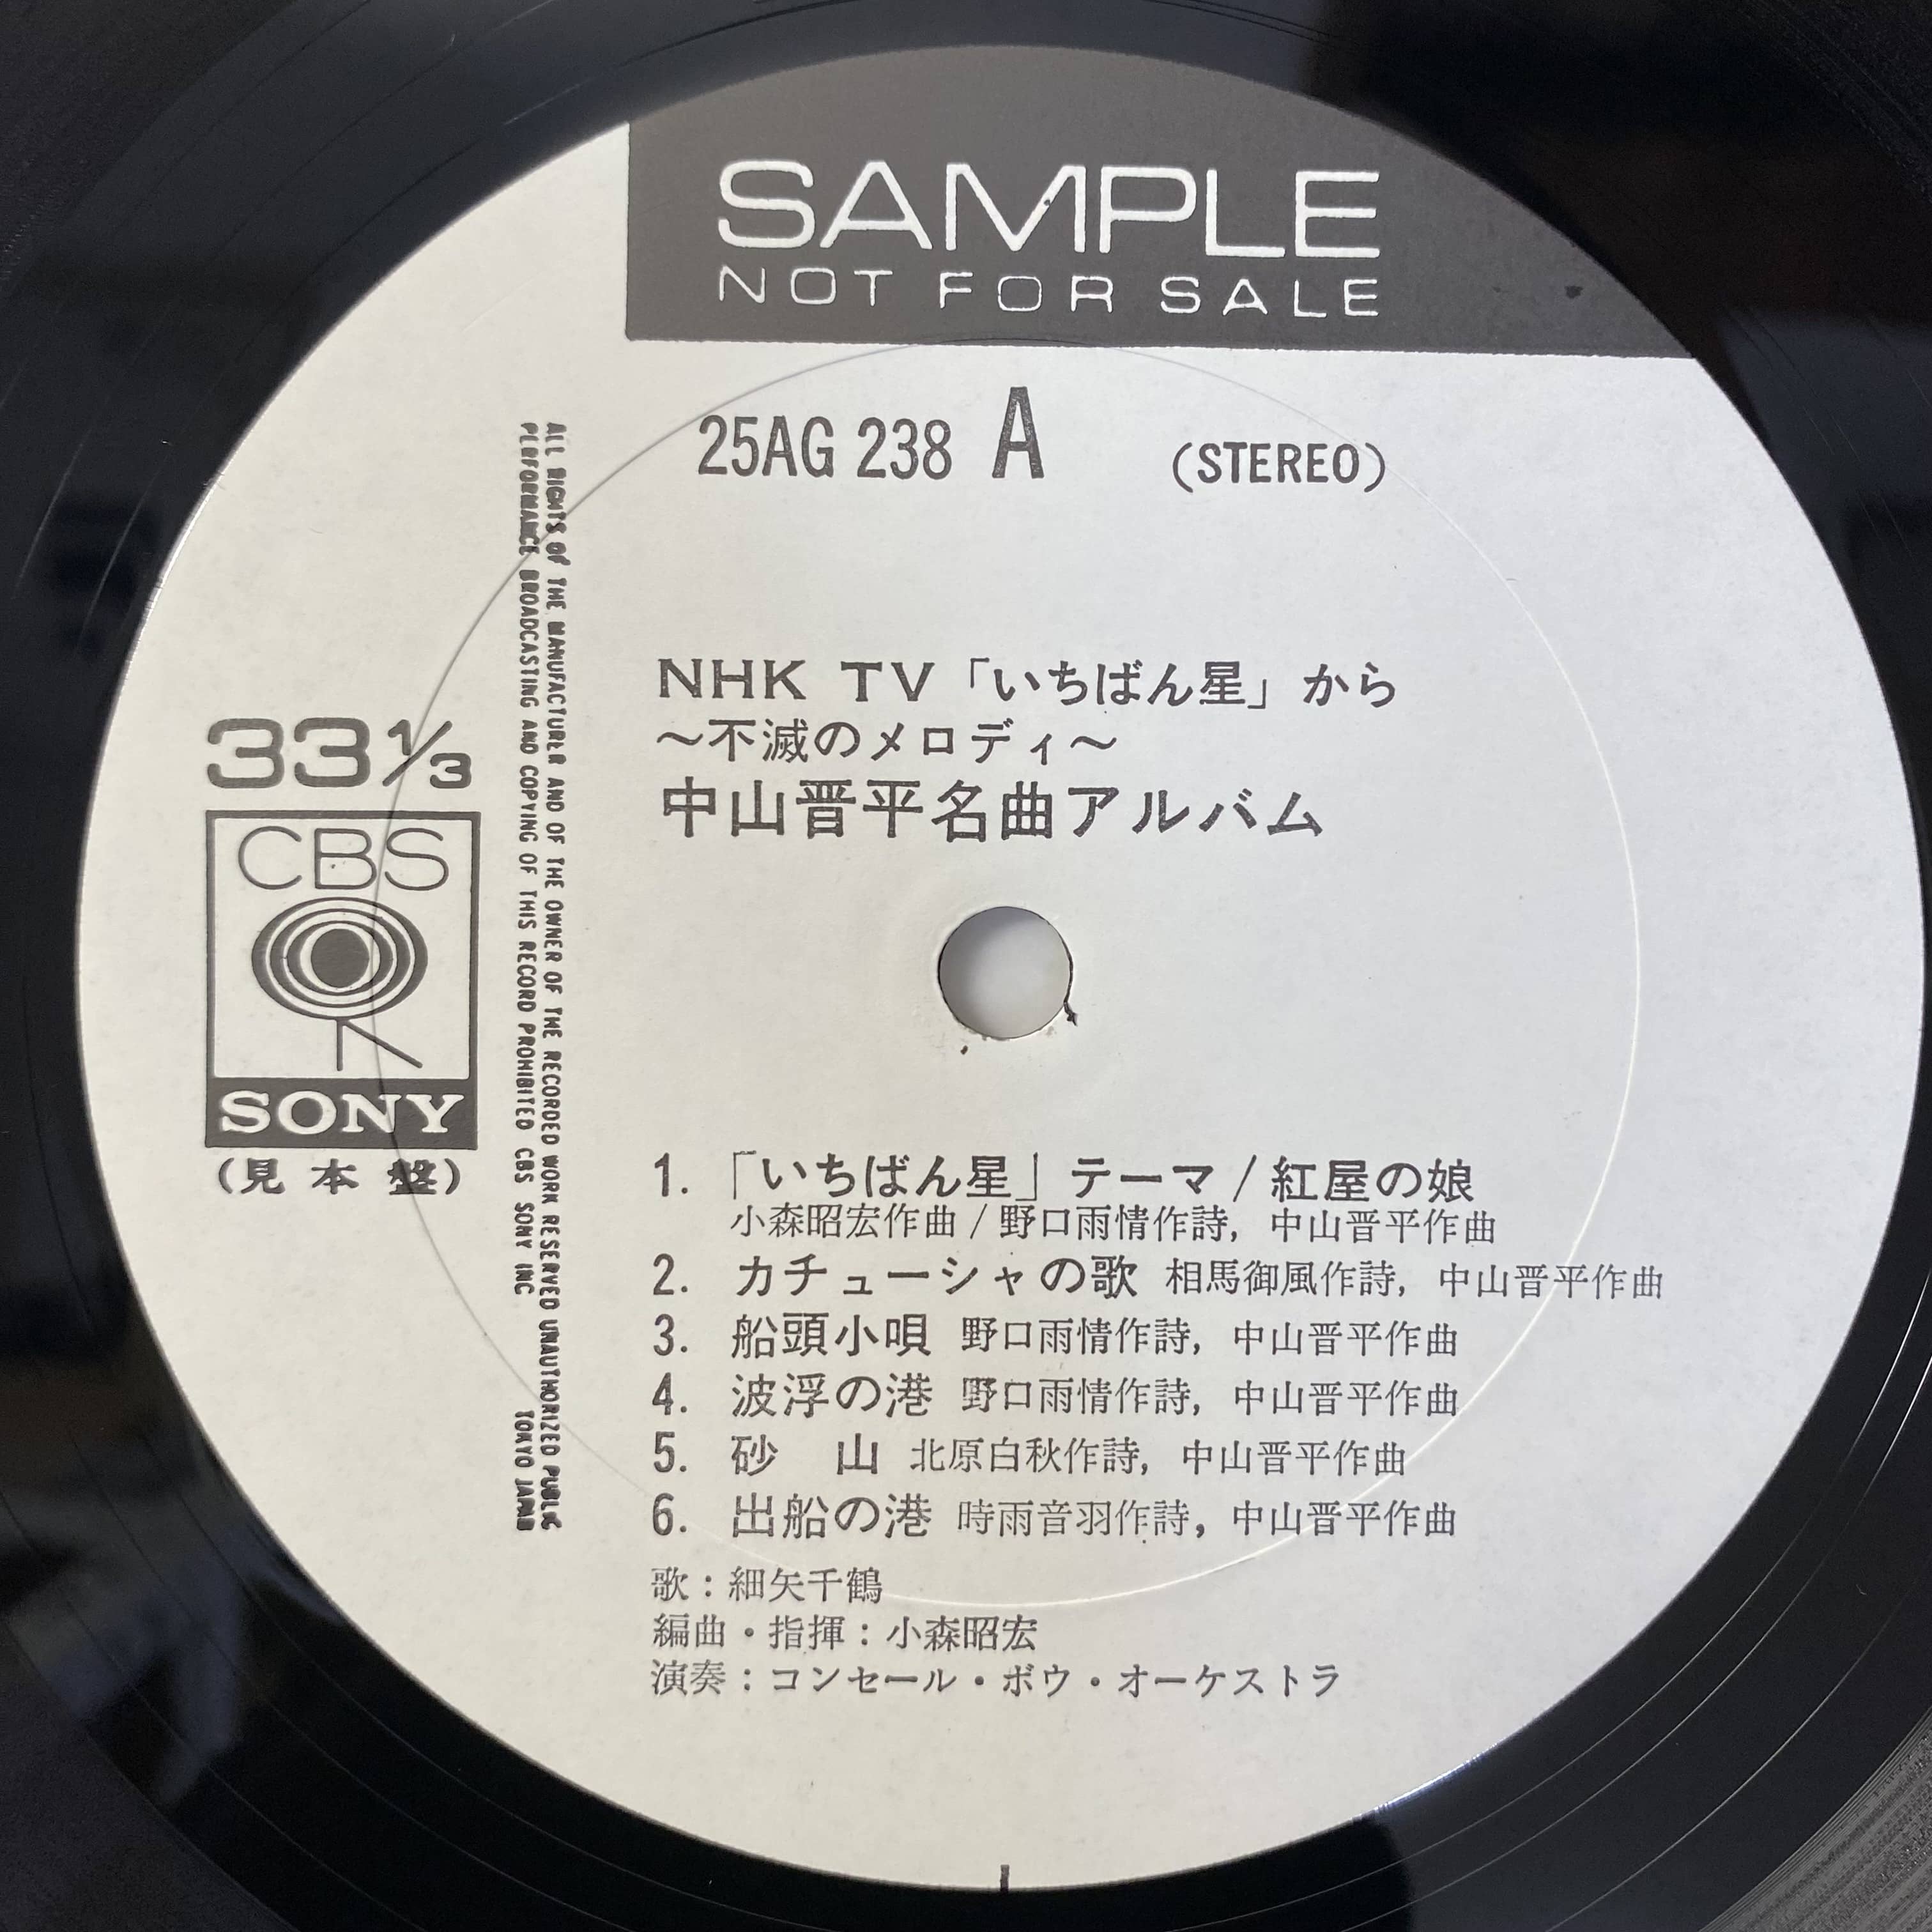 SAMPLE
NOT FOR SALE
25AG 238 A (STEREO)
NHK TV「いちばん星」から
〜不滅のメロディ〜
中山晋平名曲アルバム
33 1/3
CBS
SONY
(見本盤)
ALL RIGHTS OF THE MANUFACTURER AND OF THE OWNER OF THE RECORDED WORK RESERVED UNAUTHORIZED PUBLIC
PERFORMANCE BROADCASTING AND COPYING OF THIS RECORD PROHIBITED CBS SONY INC TOKYO JAPAN
1. 「いちばん星」テーマ/紅屋の娘
小森昭宏作曲/野口雨情作詩, 中山晋平作曲
2. カチューシャの歌 相馬御風作詩, 中山晋平作曲
3. 船頭小唄 野口雨情作詩, 中山晋平作曲
4. 波浮の港 野口雨情作詩, 中山晋平作曲
5. 砂 山 北原白秋作詩, 中山晋平作曲
6. 出船の港 時雨音羽作詩, 中山晋平作曲
歌:細矢千鶴
編曲・指揮:小森昭宏
演奏:コンセール・ボウ・オーケストラ